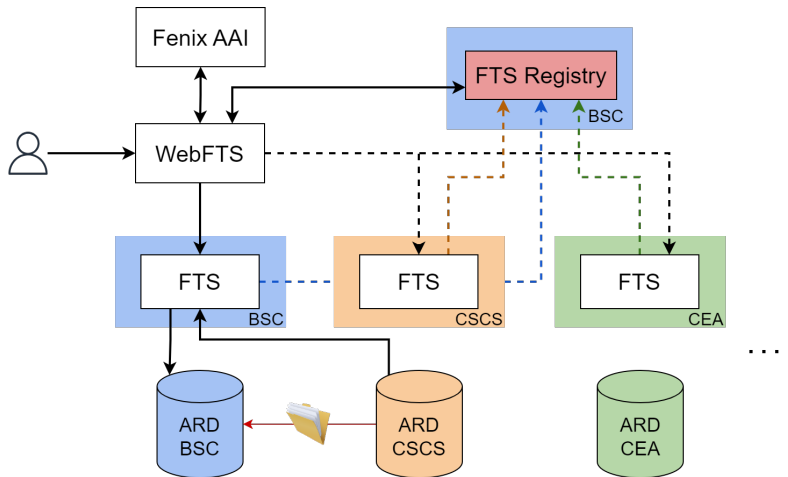 Fenix AAI
FTS Registry
BSC
WebFTS
FTS
BSC
FTS
CSCS
FTS
CEA
...
ARD
BSC
ARD
CSCS
ARD
CEA